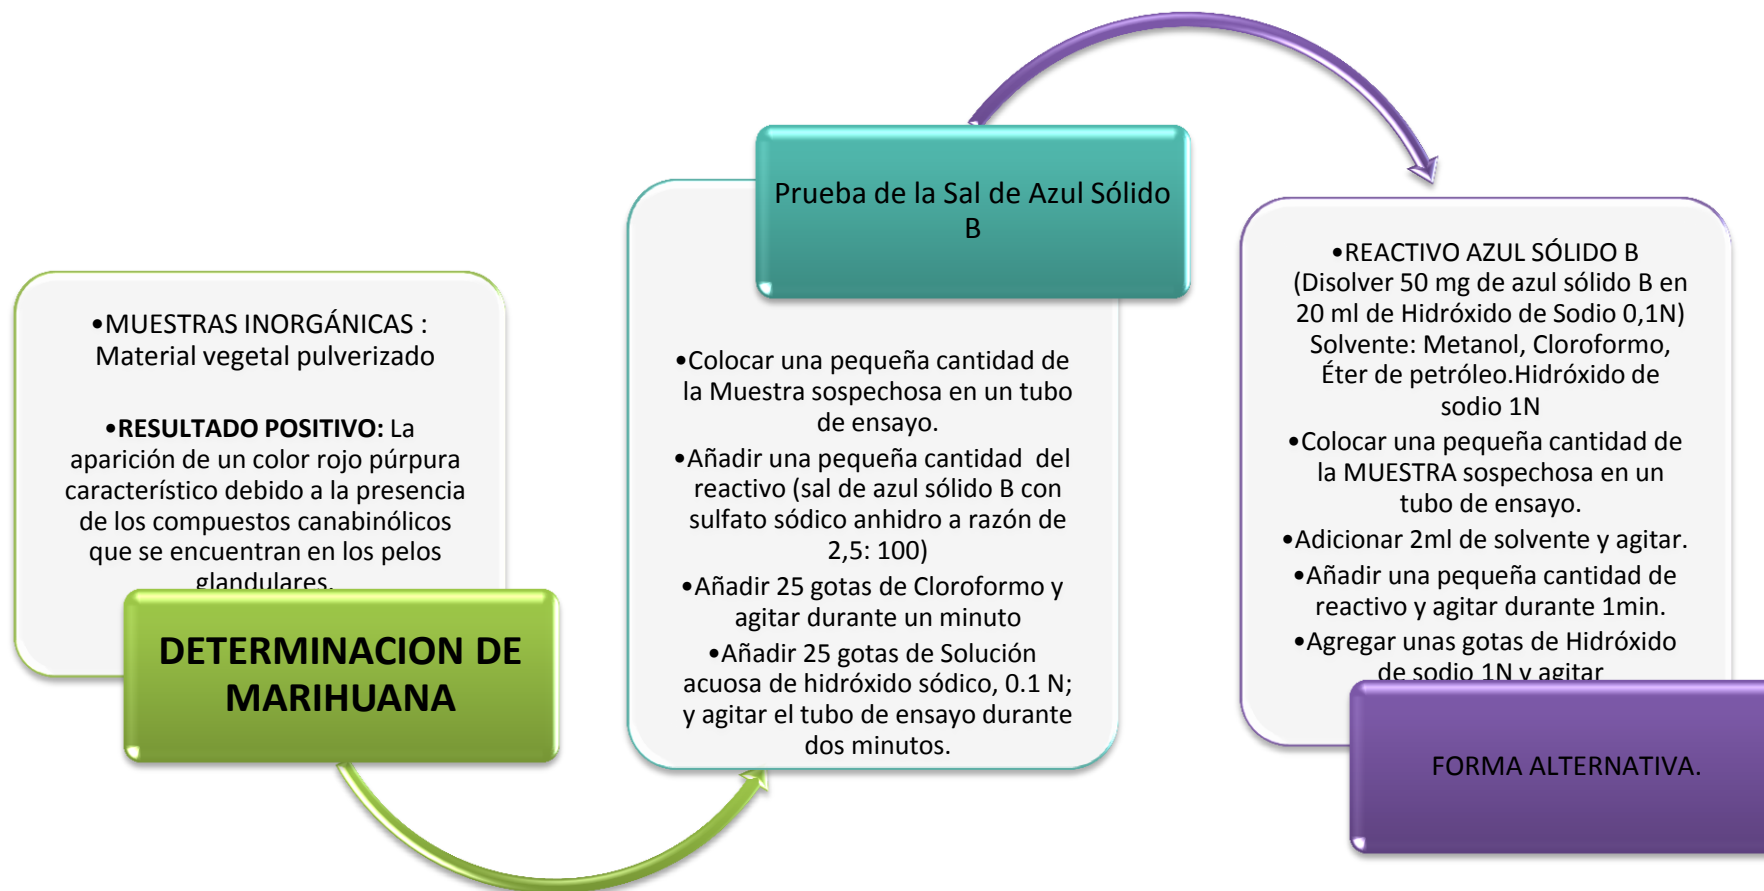 •MUESTRAS INORGÁNICAS :
Material vegetal pulverizado
•RESULTADO POSITIVO: La
aparición de un color rojo púrpura
característico debido a la presencia
de los compuestos canabinólicos
que se encuentran en los pelos
glandulares.
DETERMINACION DE
MARIHUANA
Prueba de la Sal de Azul Sólido
B
•Colocar una pequeña cantidad de
la Muestra sospechosa en un tubo
de ensayo.
•Añadir una pequeña cantidad del
reactivo (sal de azul sólido B con
sulfato sódico anhidro a razón de
2,5: 100)
•Añadir 25 gotas de Cloroformo y
agitar durante un minuto
•Añadir 25 gotas de Solución
acuosa de hidróxido sódico, 0.1 N;
y agitar el tubo de ensayo durante
dos minutos.
•REACTIVO AZUL SÓLIDO B
(Disolver 50 mg de azul sólido B en
20 ml de Hidróxido de Sodio 0,1N)
Solvente: Metanol, Cloroformo,
Éter de petróleo.Hidróxido de
sodio 1N
•Colocar una pequeña cantidad de
la MUESTRA sospechosa en un
tubo de ensayo.
•Adicionar 2ml de solvente y agitar.
•Añadir una pequeña cantidad de
reactivo y agitar durante 1min.
•Agregar unas gotas de Hidróxido
de sodio 1N y agitar
FORMA ALTERNATIVA.